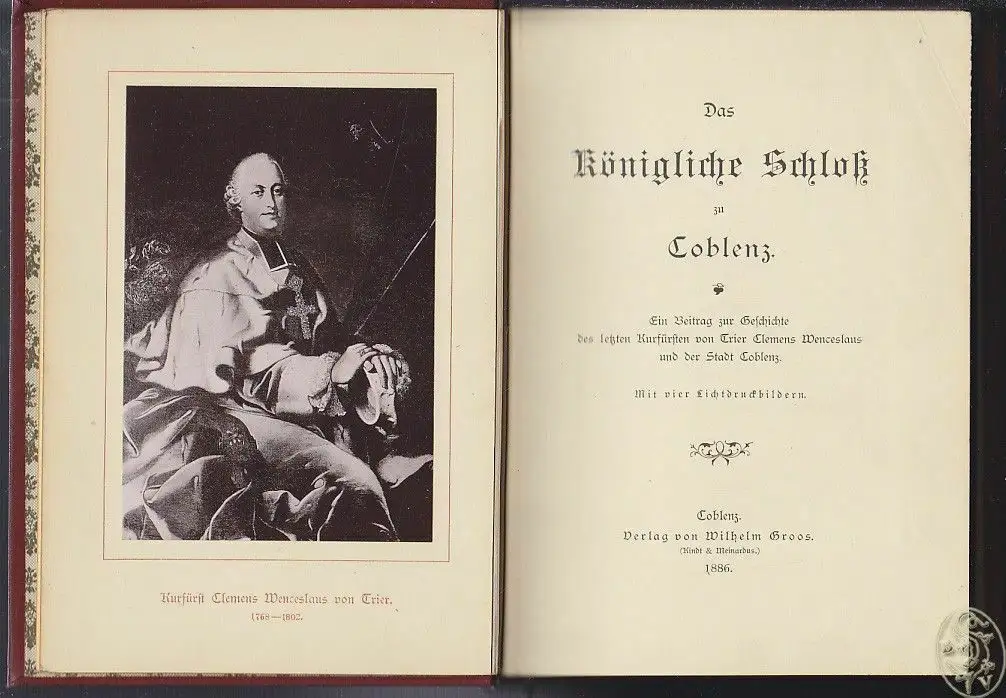 Kurfürst Clemens Wenceslaus von Trier.
1768—1802.
Das
Königliche Schloß
zu
Coblenz.
Ein Beitrag zur Geschichte
des letzten Kurfürsten von Trier Clemens Wenceslaus
und der Stadt Coblenz.
Mit vier Lichtdruckbildern.
Coblenz.
Verlag von Wilhelm Groos.
(Kindt & Meinardus.)
1886.